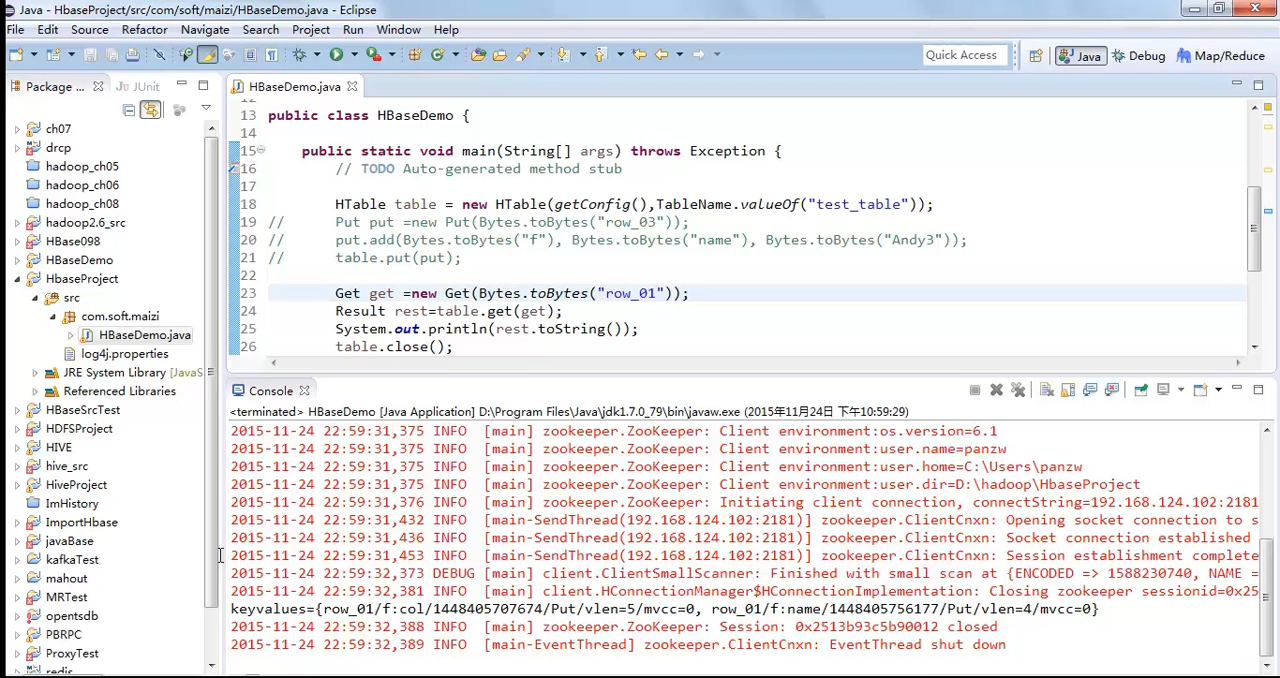 Java - HbaseProject/src/com/soft/maizi/HBaseDemo.java - Eclipse
File Edit Source Refactor Navigate Search Project Run Window Help
Quick Access Java Debug Map/Reduce
Package ... JUnit
ch07
drcp
hadoop_ch05
hadoop_ch06
hadoop_ch08
hadoop2.6_src
HBase098
HBaseDemo
HbaseProject
src
com.soft.maizi
HBaseDemo.java
log4j.properties
JRE System Library [JavaS
Referenced Libraries
HBaseSrcTest
HDFSProject
HIVE
hive_src
HiveProject
ImHistory
ImportHbase
javaBase
kafkaTest
mahout
MRTest
opentsdb
PBRPC
ProxyTest
redis
HBaseDemo.java
13 public class HBaseDemo {
14
15 public static void main(String[] args) throws Exception {
16 // TODO Auto-generated method stub
17
18 HTable table = new HTable(getConfig(),TableName.valueOf("test_table"));
19 // Put put =new Put(Bytes.toBytes("row_03"));
20 // put.add(Bytes.toBytes("f"), Bytes.toBytes("name"), Bytes.toBytes("Andy3"));
21 // table.put(put);
22
23 Get get =new Get(Bytes.toBytes("row_01"));
24 Result rest=table.get(get);
25 System.out.println(rest.toString());
26 table.close();
Console
<terminated> HBaseDemo [Java Application] D:\Program Files\Java\jdk1.7.0_79\bin\javaw.exe (2015年11月24日 下午10:59:29)
2015-11-24 22:59:31,375 INFO [main] zookeeper.ZooKeeper: Client environment:os.version=6.1
2015-11-24 22:59:31,375 INFO [main] zookeeper.ZooKeeper: Client environment:user.name=panzw
2015-11-24 22:59:31,375 INFO [main] zookeeper.ZooKeeper: Client environment:user.home=C:\Users\panzw
2015-11-24 22:59:31,375 INFO [main] zookeeper.ZooKeeper: Client environment:user.dir=D:\hadoop\HbaseProject
2015-11-24 22:59:31,376 INFO [main] zookeeper.ZooKeeper: Initiating client connection, connectString=192.168.124.102:2181
2015-11-24 22:59:31,432 INFO [main-SendThread(192.168.124.102:2181)] zookeeper.ClientCnxn: Opening socket connection to s
2015-11-24 22:59:31,436 INFO [main-SendThread(192.168.124.102:2181)] zookeeper.ClientCnxn: Socket connection established
2015-11-24 22:59:31,453 INFO [main-SendThread(192.168.124.102:2181)] zookeeper.ClientCnxn: Session establishment complete
2015-11-24 22:59:32,373 DEBUG [main] client.ClientSmallScanner: Finished with small scan at {ENCODED => 1588230740, NAME =
2015-11-24 22:59:32,381 INFO [main] client.HConnectionManager$HConnectionImplementation: Closing zookeeper sessionid=0x25
keyvalues={row_01/f:col/1448405707674/Put/vlen=5/mvcc=0, row_01/f:name/1448405756177/Put/vlen=4/mvcc=0}
2015-11-24 22:59:32,388 INFO [main] zookeeper.ZooKeeper: Session: 0x2513b93c5b90012 closed
2015-11-24 22:59:32,389 INFO [main-EventThread] zookeeper.ClientCnxn: EventThread shut down